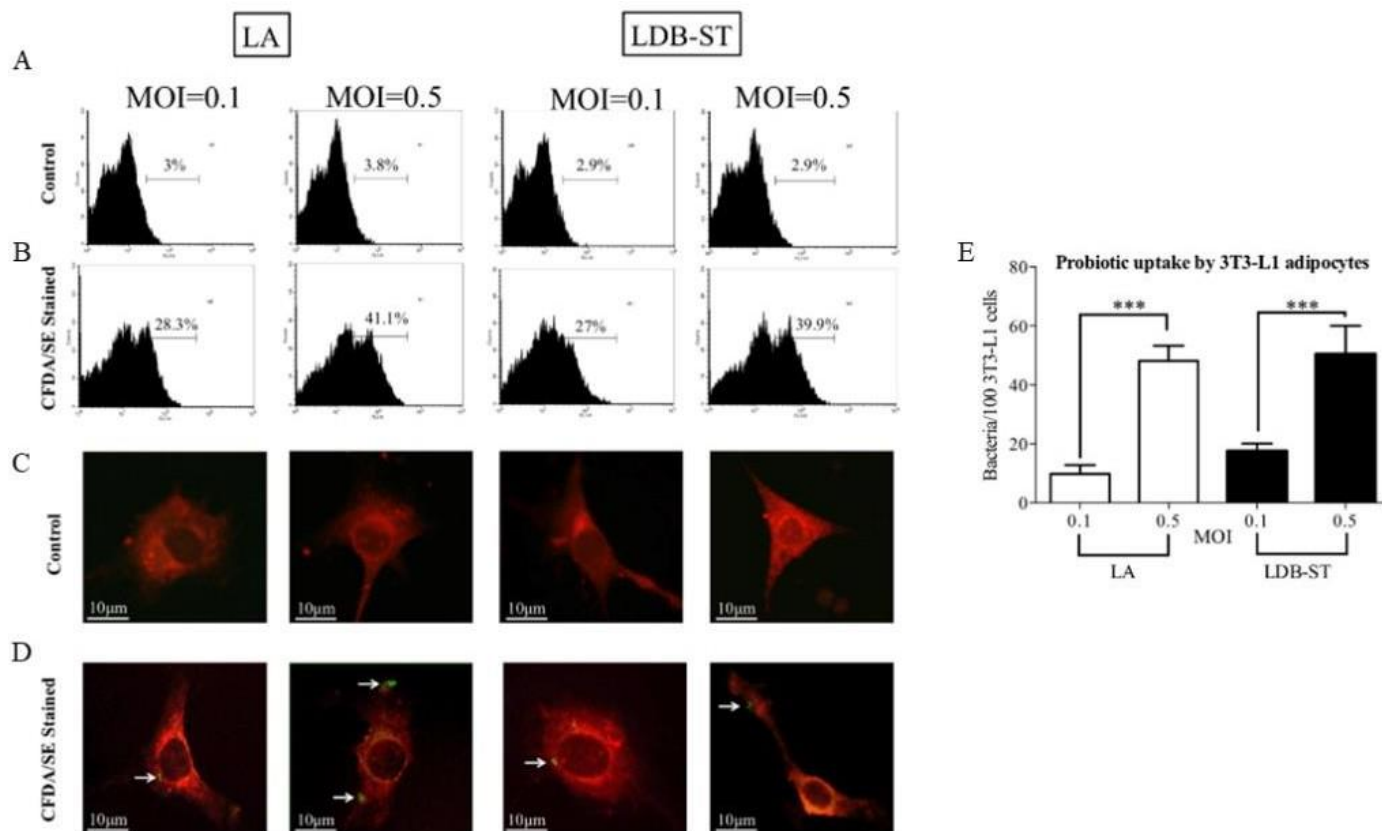 LA
LDB-ST
A
MOI=0.1
MOI=0.5
MOI=0.1
MOI=0.5
Control
3%
3.8%
2.9%
2.9%
B
CFDA/SE Stained
28.3%
41.1%
27%
39.9%
C
Control
10μm
10μm
10μm
10μm
D
CFDA/SE Stained
10μm
10μm
10μm
10μm
E
Probiotic uptake by 3T3-L1 adipocytes
Bacteria/100 3T3-L1 cells
80
60
40
20
0
***
***
0.1
0.5
0.1
0.5
MOI
LA
LDB-ST